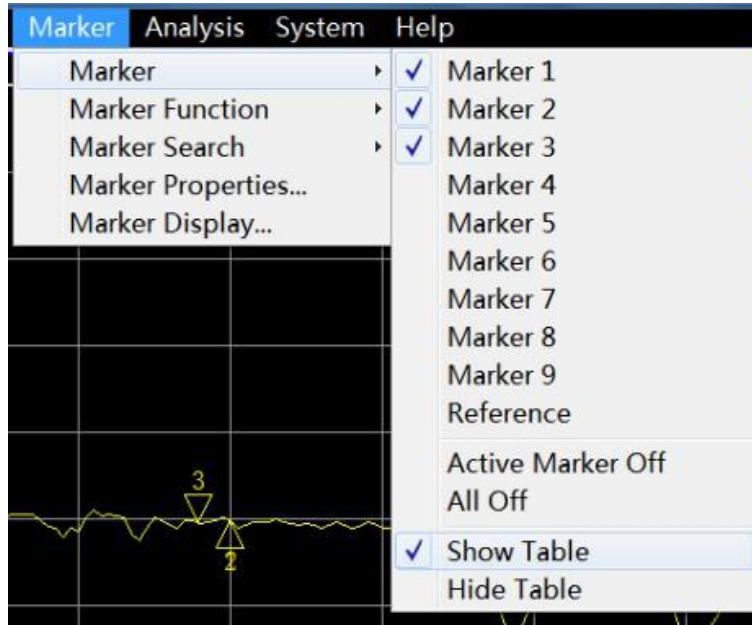 Marker Analysis System Help
Marker
Marker Function
Marker Search
Marker Properties...
Marker Display...
Marker 1
Marker 2
Marker 3
Marker 4
Marker 5
Marker 6
Marker 7
Marker 8
Marker 9
Reference
Active Marker Off
All Off
Show Table
Hide Table
3